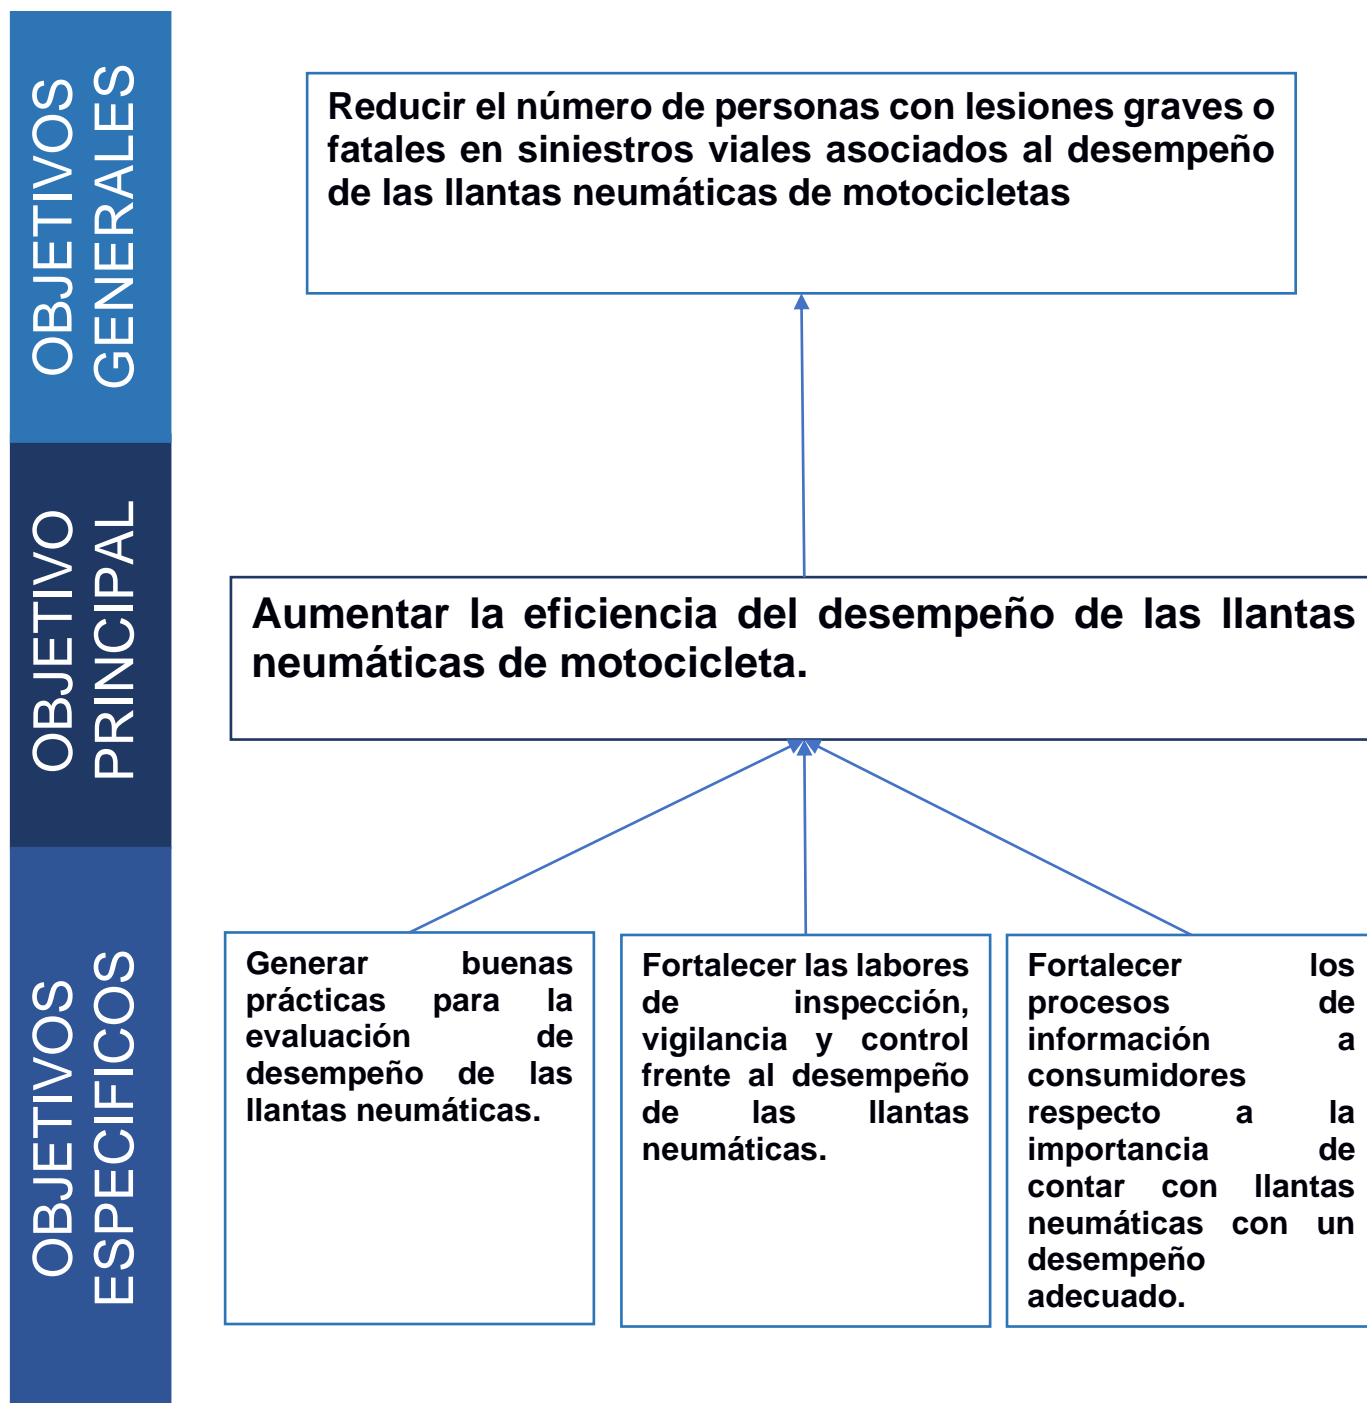 OBJETIVOS
GENERALES
Reducir el número de personas con lesiones graves o
fatales en siniestros viales asociados al desempeño
de las llantas neumáticas de motocicletas
OBJETIVO
PRINCIPAL
Aumentar la eficiencia del desempeño de las llantas
neumáticas de motocicleta.
OBJETIVOS
ESPECIFICOS
Generar buenas
prácticas para la
evaluación de
desempeño de las
llantas neumáticas.
Fortalecer las labores
de inspección,
vigilancia y control
frente al desempeño
de las llantas
neumáticas.
Fortalecer los
procesos de
información a
consumidores
respecto a la
importancia de
contar con llantas
neumáticas con un
desempeño
adecuado.